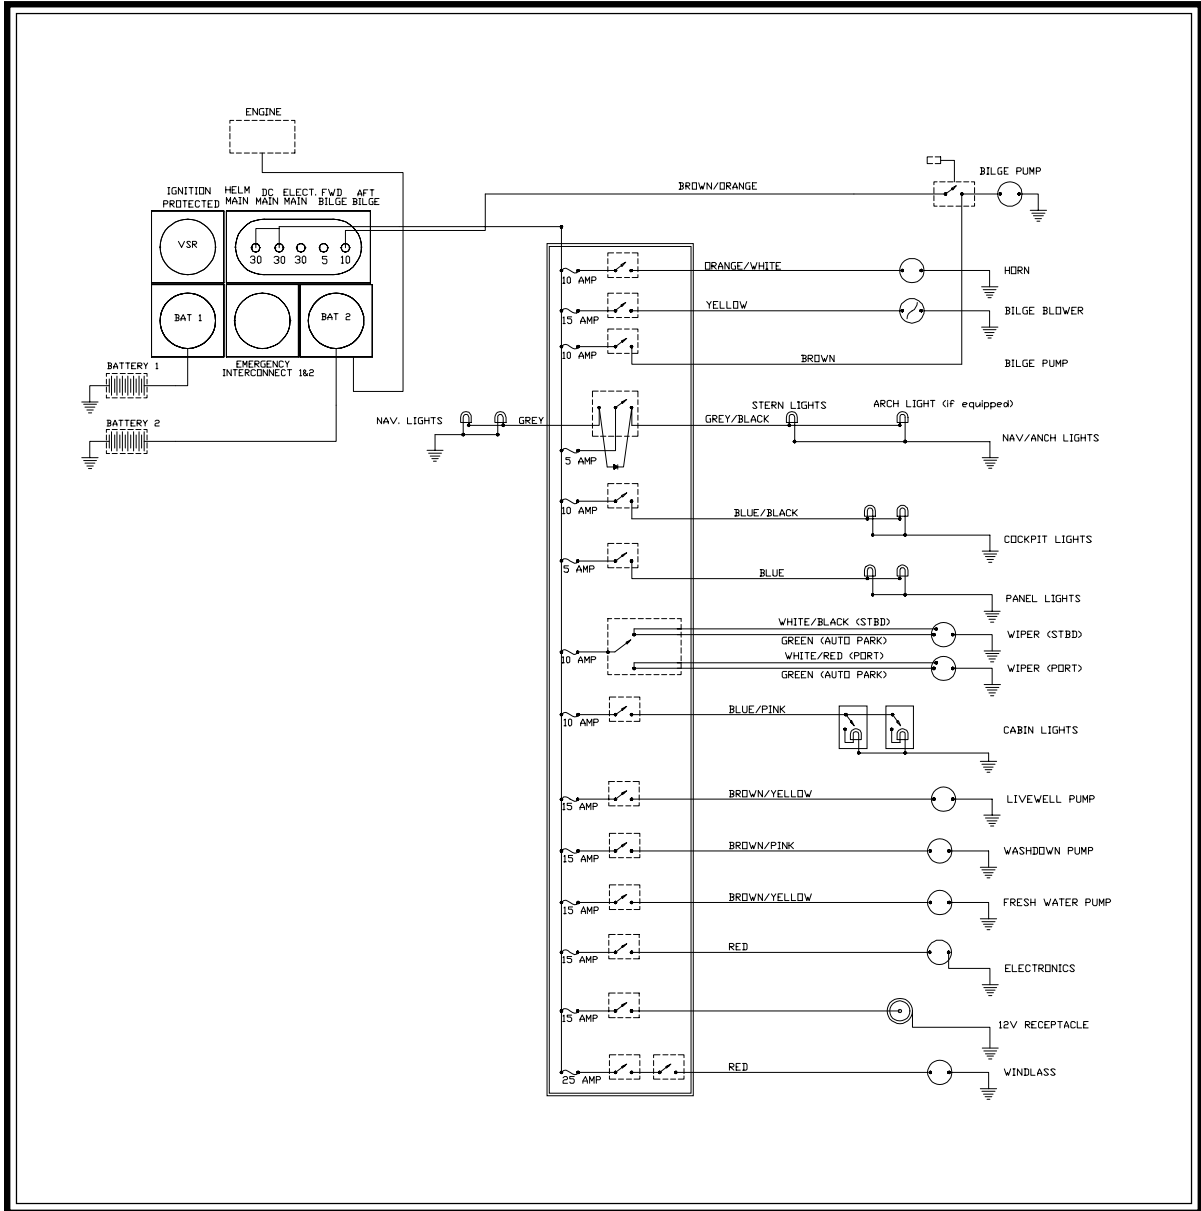 ENGINE
IGNITION
PROTECTED
HELM
MAIN
DC
MAIN
ELECT.
MAIN
FWD
BILGE
AFT
BILGE
VSR
30
30
30
5
10
BAT 1
BAT 2
EMERGENCY
INTERCONNECT 1&2
BATTERY 1
BATTERY 2
BROWN/ORANGE
BILGE PUMP
10 AMP
ORANGE/WHITE
HORN
15 AMP
YELLOW
BILGE BLOWER
10 AMP
BROWN
BILGE PUMP
NAV. LIGHTS
GREY
5 AMP
GREY/BLACK
STERN LIGHTS
ARCH LIGHT (if equipped)
NAV/ANCH LIGHTS
10 AMP
BLUE/BLACK
COCKPIT LIGHTS
5 AMP
BLUE
PANEL LIGHTS
10 AMP
WHITE/BLACK (STBD)
GREEN (AUTO PARK)
WIPER (STBD)
WHITE/RED (PORT)
GREEN (AUTO PARK)
WIPER (PORT)
10 AMP
BLUE/PINK
CABIN LIGHTS
15 AMP
BROWN/YELLOW
LIVEWELL PUMP
15 AMP
BROWN/PINK
WASHDOWN PUMP
15 AMP
BROWN/YELLOW
FRESH WATER PUMP
15 AMP
RED
ELECTRONICS
15 AMP
12V RECEPTACLE
25 AMP
RED
WINDLASS